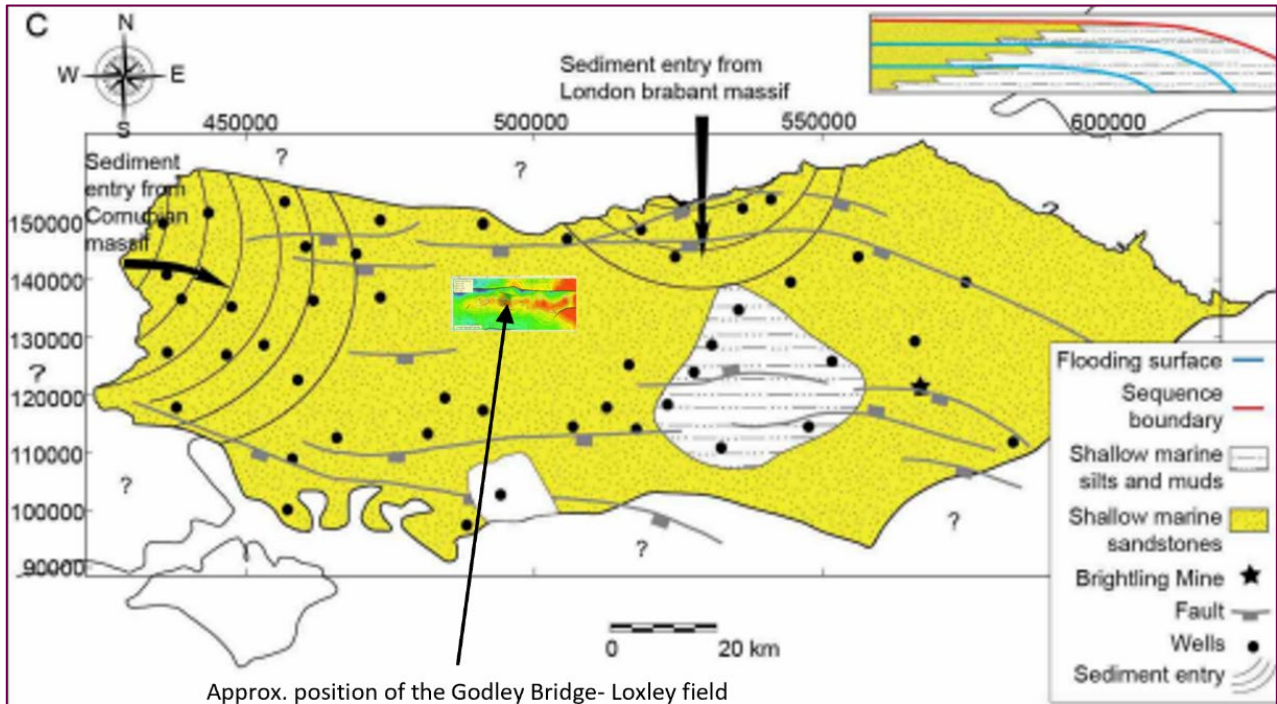 C
N
W E
S
Sediment entry from
London brabant massif
450000 500000 550000 600000
Sediment
entry from
Cornubian
massif
?
?
?
150000
140000
130000
120000
110000
100000
90000
?
?
?
?
Flooding surface
Sequence
boundary
Shallow marine
silts and muds
Shallow marine
sandstones
Brightling Mine
Fault
Wells
Sediment entry
0 20 km
Approx. position of the Godley Bridge- Loxley field